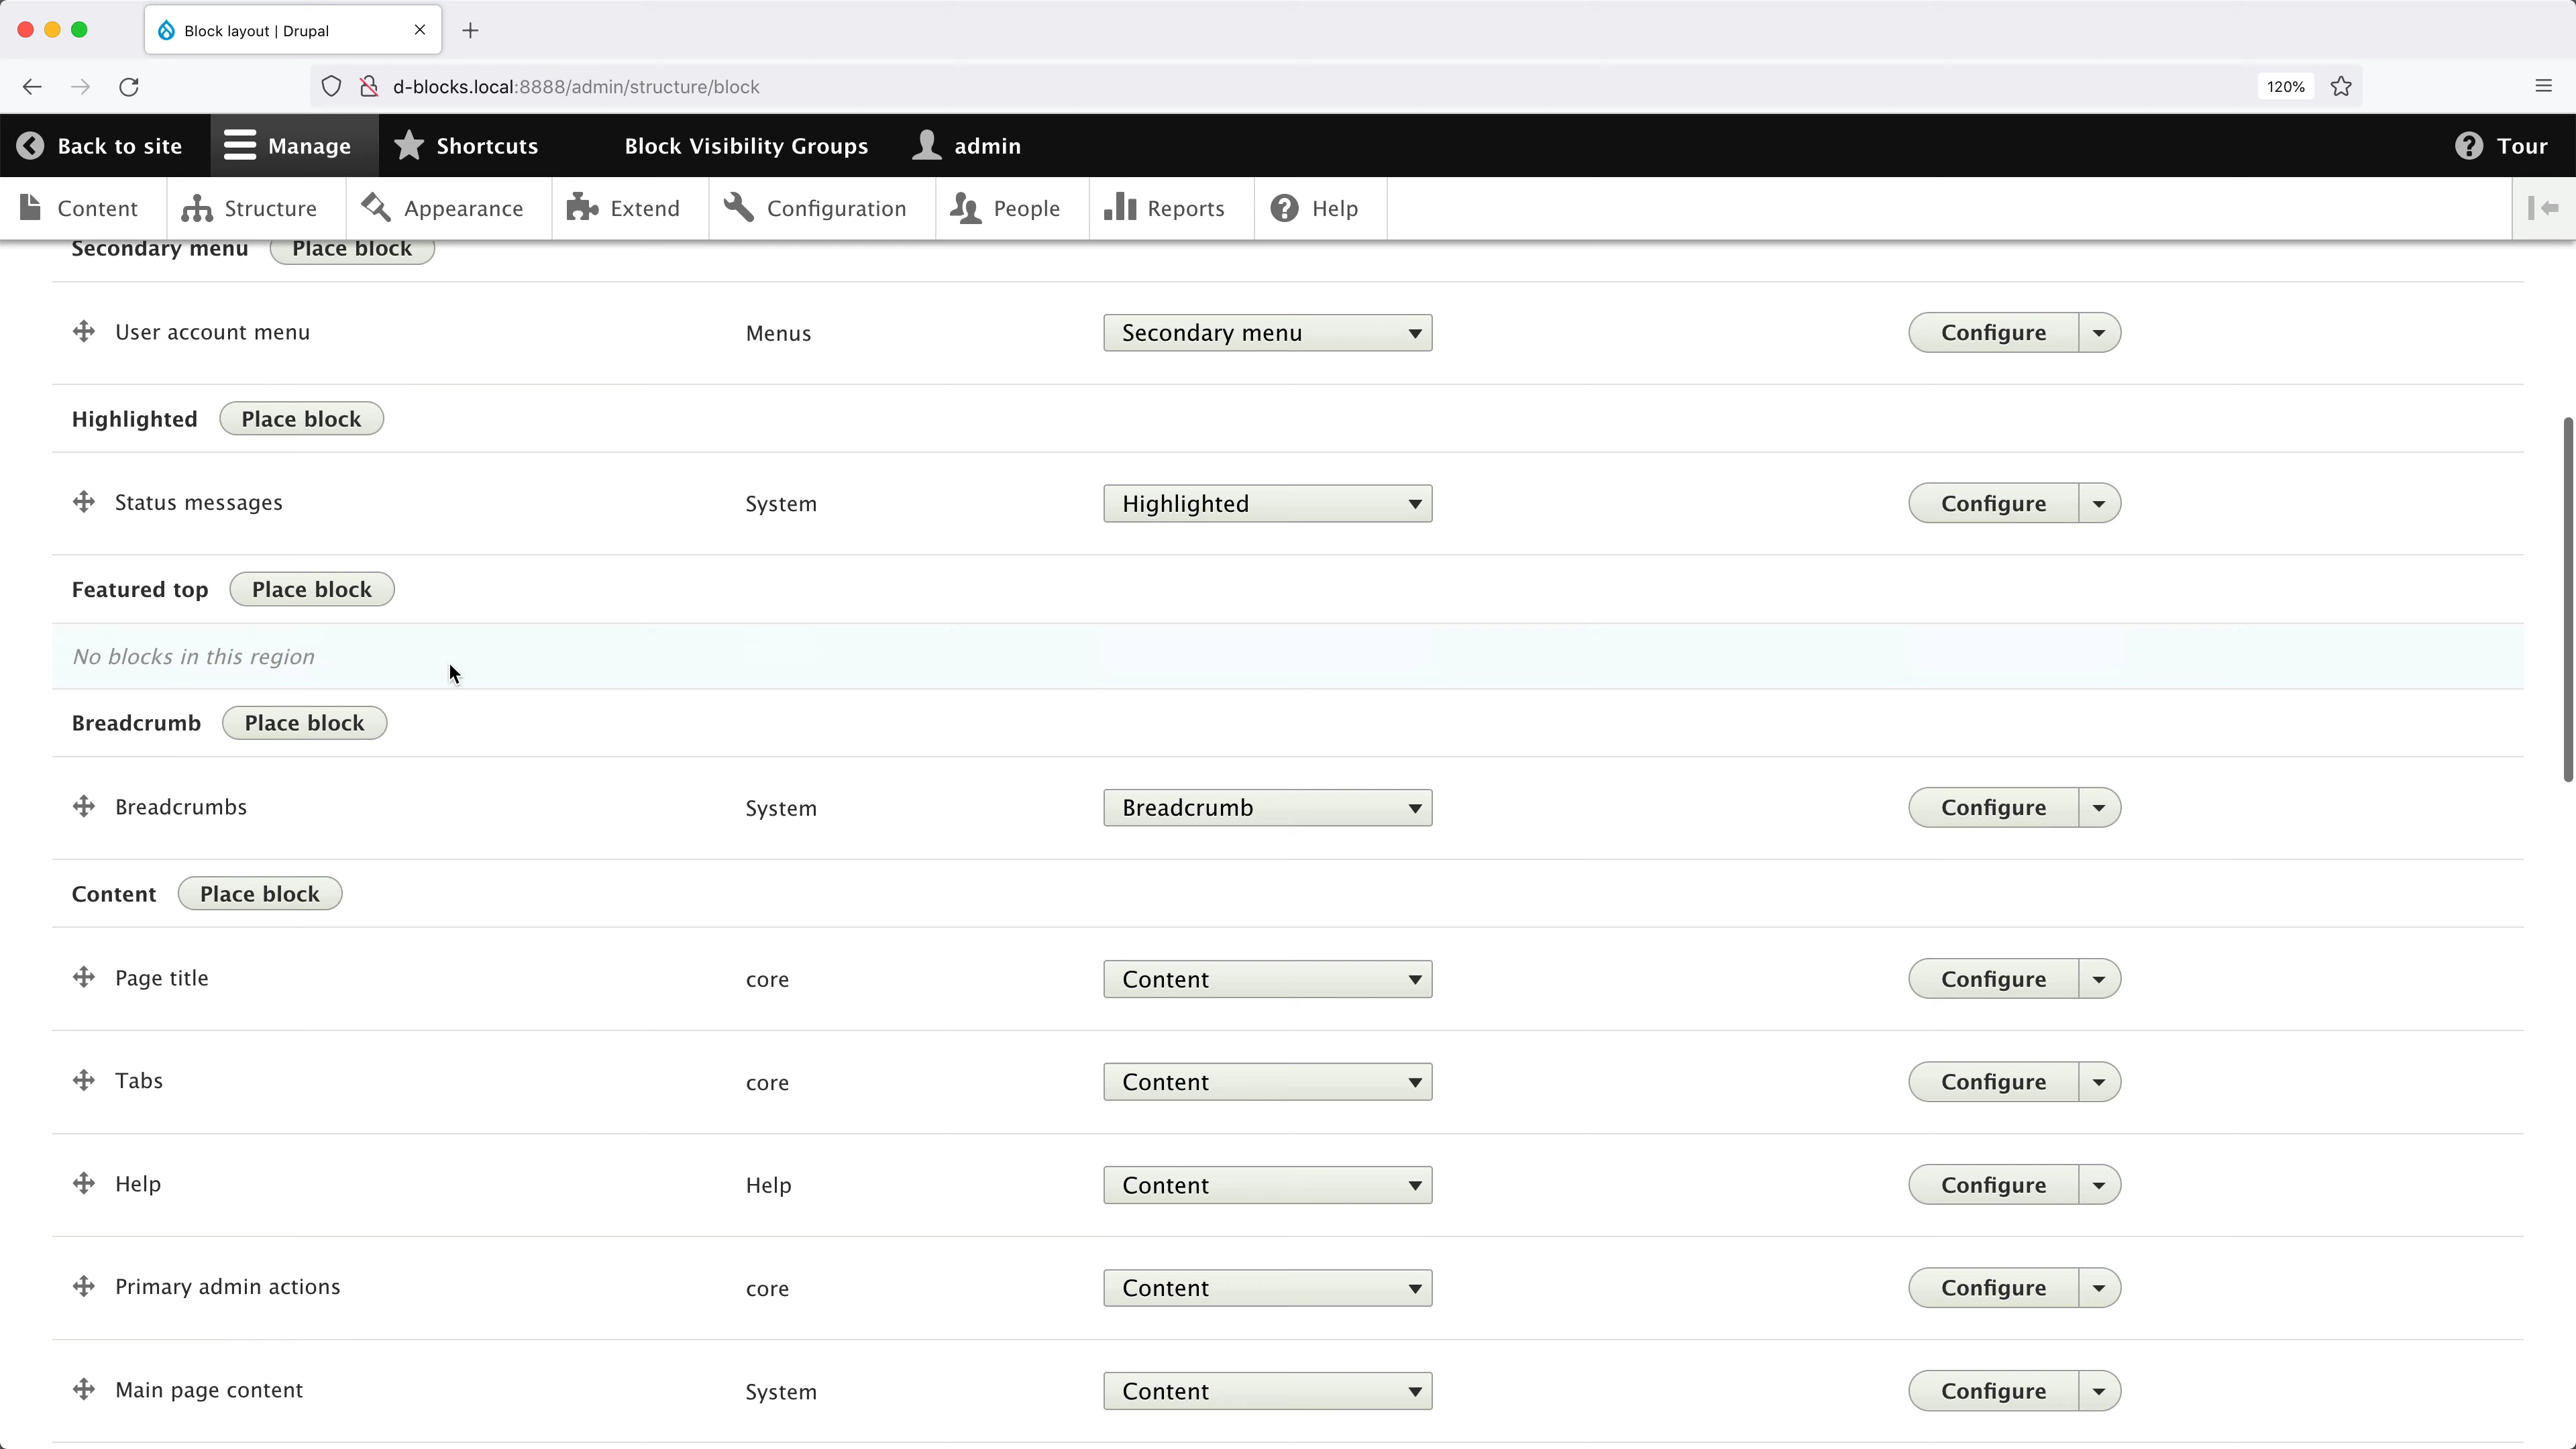 Block layout | Drupal
d-blocks.local:8888/admin/structure/block
120%
Back to site Manage Shortcuts Block Visibility Groups admin Tour
Content Structure Appearance Extend Configuration People Reports Help
Secondary menu Place block
User account menu Menus Secondary menu Configure
Highlighted Place block
Status messages System Highlighted Configure
Featured top Place block
No blocks in this region
Breadcrumb Place block
Breadcrumbs System Breadcrumb Configure
Content Place block
Page title core Content Configure
Tabs core Content Configure
Help Help Content Configure
Primary admin actions core Content Configure
Main page content System Content Configure